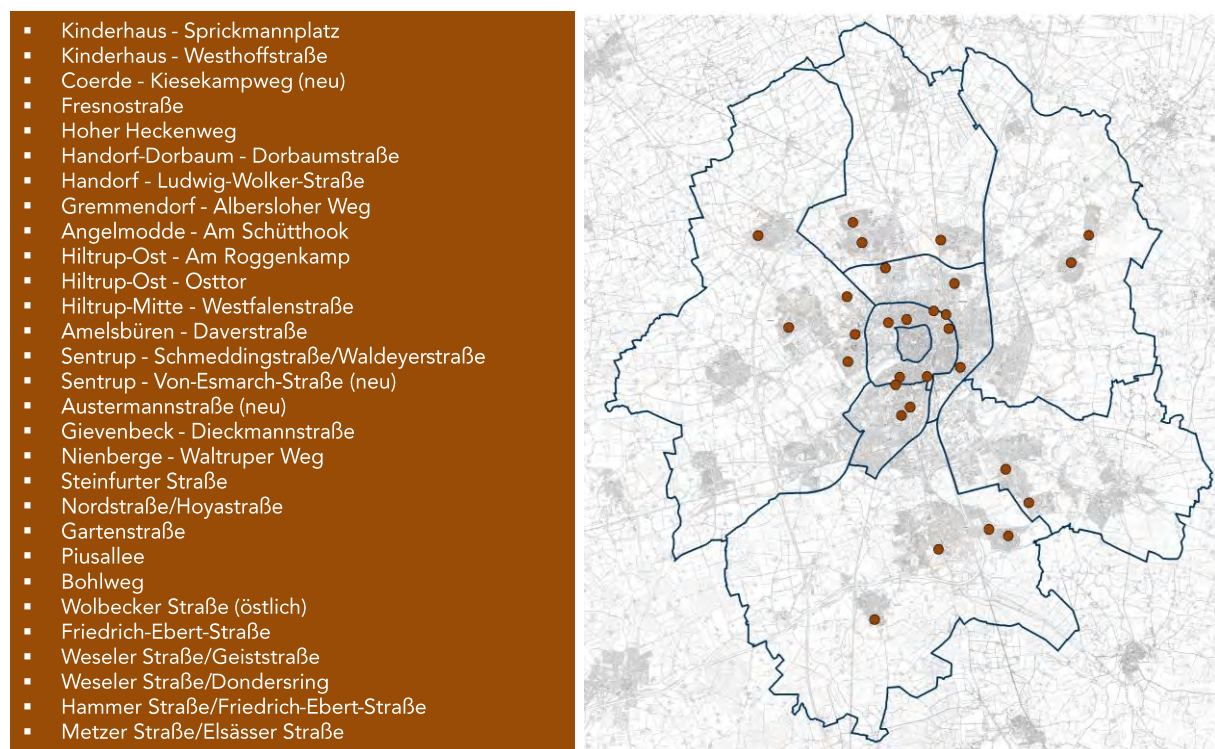 Kinderhaus - Sprickmannplatz
Kinderhaus - Westhoffstraße
Coerde - Kiesekampweg (neu)
Fresnostraße
Hoher Heckenweg
Handorf-Dorbaum - Dorbaumstraße
Handorf - Ludwig-Wolker-Straße
Gremmendorf - Albersloher Weg
Angelmodde - Am Schütthook
Hiltrup-Ost - Am Roggenkamp
Hiltrup-Ost - Osttor
Hiltrup-Mitte - Westfalenstraße
Amelsbüren - Daverstraße
Sentrup - Schmeddingstraße/Waldeyerstraße
Sentrup - Von-Esmarch-Straße (neu)
Austermannstraße (neu)
Gievenbeck - Dieckmannstraße
Nienberge - Waltruper Weg
Steinfurter Straße
Nordstraße/Hoyastraße
Gartenstraße
Piusallee
Bohlweg
Wolbecker Straße (östlich)
Friedrich-Ebert-Straße
Weseler Straße/Geiststraße
Weseler Straße/Dondersring
Hammer Straße/Friedrich-Ebert-Straße
Metzer Straße/Elsässer Straße